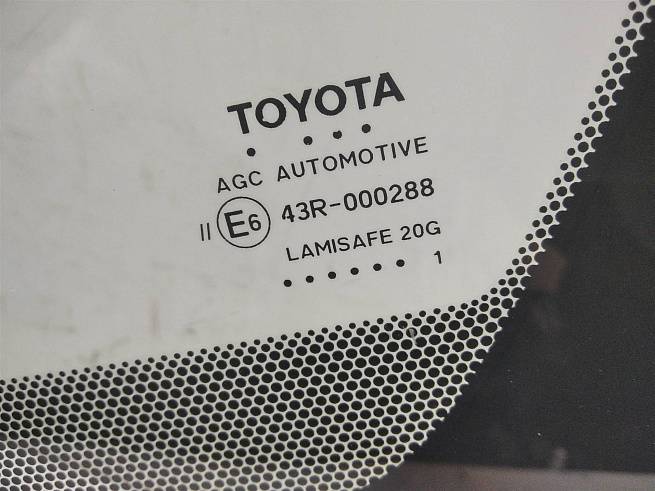 TOYOTA
AGC AUTOMOTIVE
II E6 43R-000288
LAMISAFE 20G
. . . . . . 1